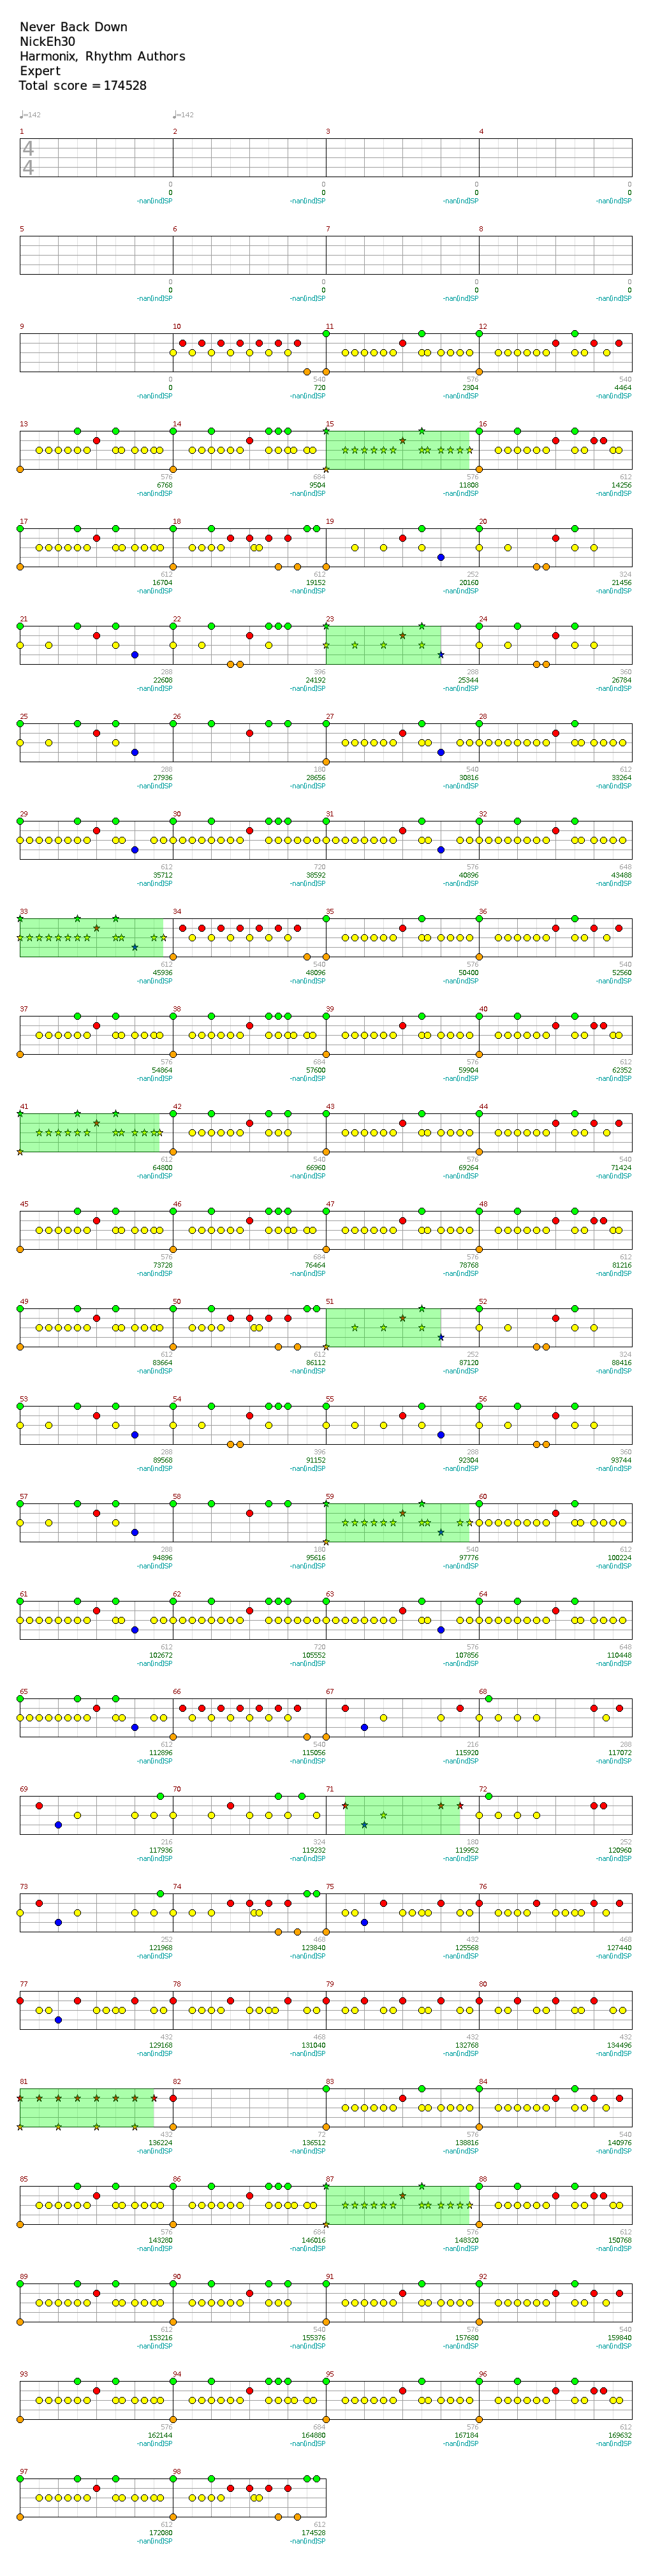 Never Back Down
NickEh30
Harmonix, Rhythm Authors
Expert
Total score = 174528
♩=142 ♩=142
1 2 3 4
4
4
0 0 0 0
0 0 0 0
-nan(ind)SP -nan(ind)SP -nan(ind)SP -nan(ind)SP
5 6 7 8
0 0 0 0
0 0 0 0
-nan(ind)SP -nan(ind)SP -nan(ind)SP -nan(ind)SP
9 10 11 12
0 540 576 540
0 720 2304 4464
-nan(ind)SP -nan(ind)SP -nan(ind)SP -nan(ind)SP
13 14 15 16
576 684 576 612
6768 9504 11808 14256
-nan(ind)SP -nan(ind)SP -nan(ind)SP -nan(ind)SP
17 18 19 20
612 612 252 324
16704 19152 20160 21456
-nan(ind)SP -nan(ind)SP -nan(ind)SP -nan(ind)SP
21 22 23 24
288 396 288 360
22608 24192 25344 26784
-nan(ind)SP -nan(ind)SP -nan(ind)SP -nan(ind)SP
25 26 27 28
288 180 540 612
27936 28656 30816 33264
-nan(ind)SP -nan(ind)SP -nan(ind)SP -nan(ind)SP
29 30 31 32
612 720 576 648
35712 38592 40896 43488
-nan(ind)SP -nan(ind)SP -nan(ind)SP -nan(ind)SP
33 34 35 36
612 540 576 540
45936 48096 50400 52560
-nan(ind)SP -nan(ind)SP -nan(ind)SP -nan(ind)SP
37 38 39 40
576 684 576 612
54864 57600 59904 62352
-nan(ind)SP -nan(ind)SP -nan(ind)SP -nan(ind)SP
41 42 43 44
612 540 576 540
64800 66960 69264 71424
-nan(ind)SP -nan(ind)SP -nan(ind)SP -nan(ind)SP
45 46 47 48
576 684 576 612
73728 76464 78768 81216
-nan(ind)SP -nan(ind)SP -nan(ind)SP -nan(ind)SP
49 50 51 52
612 612 252 324
83664 86112 87120 88416
-nan(ind)SP -nan(ind)SP -nan(ind)SP -nan(ind)SP
53 54 55 56
288 396 288 360
89568 91152 92304 93744
-nan(ind)SP -nan(ind)SP -nan(ind)SP -nan(ind)SP
57 58 59 60
288 180 540 612
94896 95616 97776 100224
-nan(ind)SP -nan(ind)SP -nan(ind)SP -nan(ind)SP
61 62 63 64
612 720 576 648
102672 105552 107856 110448
-nan(ind)SP -nan(ind)SP -nan(ind)SP -nan(ind)SP
65 66 67 68
612 540 216 288
112896 115056 115920 117072
-nan(ind)SP -nan(ind)SP -nan(ind)SP -nan(ind)SP
69 70 71 72
216 324 180 252
117936 119232 119952 120960
-nan(ind)SP -nan(ind)SP -nan(ind)SP -nan(ind)SP
73 74 75 76
252 468 432 468
121968 123840 125568 127440
-nan(ind)SP -nan(ind)SP -nan(ind)SP -nan(ind)SP
77 78 79 80
432 468 432 432
129168 131040 132768 134496
-nan(ind)SP -nan(ind)SP -nan(ind)SP -nan(ind)SP
81 82 83 84
432 72 576 540
136224 136512 138816 140976
-nan(ind)SP -nan(ind)SP -nan(ind)SP -nan(ind)SP
85 86 87 88
576 684 576 612
143280 146016 148320 150768
-nan(ind)SP -nan(ind)SP -nan(ind)SP -nan(ind)SP
89 90 91 92
612 540 576 540
153216 155376 157680 159840
-nan(ind)SP -nan(ind)SP -nan(ind)SP -nan(ind)SP
93 94 95 96
576 684 576 612
162144 164880 167184 169632
-nan(ind)SP -nan(ind)SP -nan(ind)SP -nan(ind)SP
97 98
612 612
172080 174528
-nan(ind)SP -nan(ind)SP